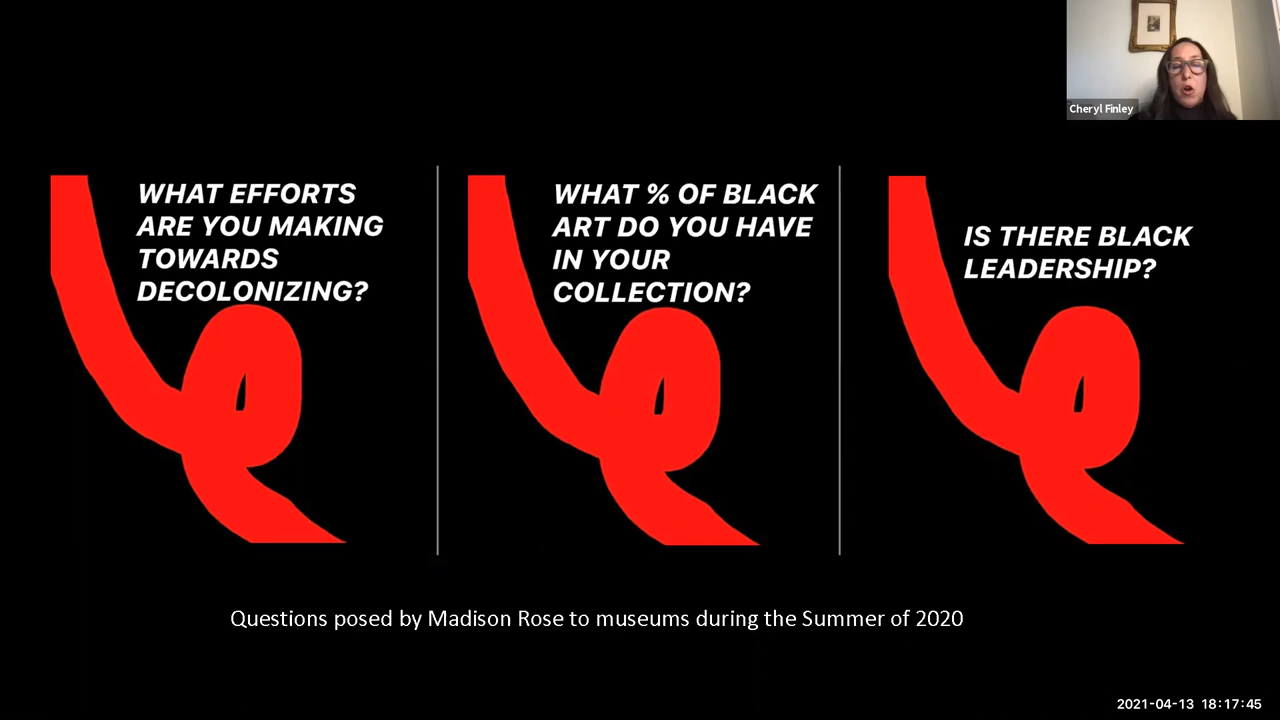 Cheryl Finley
WHAT EFFORTS
ARE YOU MAKING
TOWARDS
DECOLONIZING?
WHAT % OF BLACK
ART DO YOU HAVE
IN YOUR
COLLECTION?
IS THERE BLACK
LEADERSHIP?
Questions posed by Madison Rose to museums during the Summer of 2020
2021-04-13 18:17:45